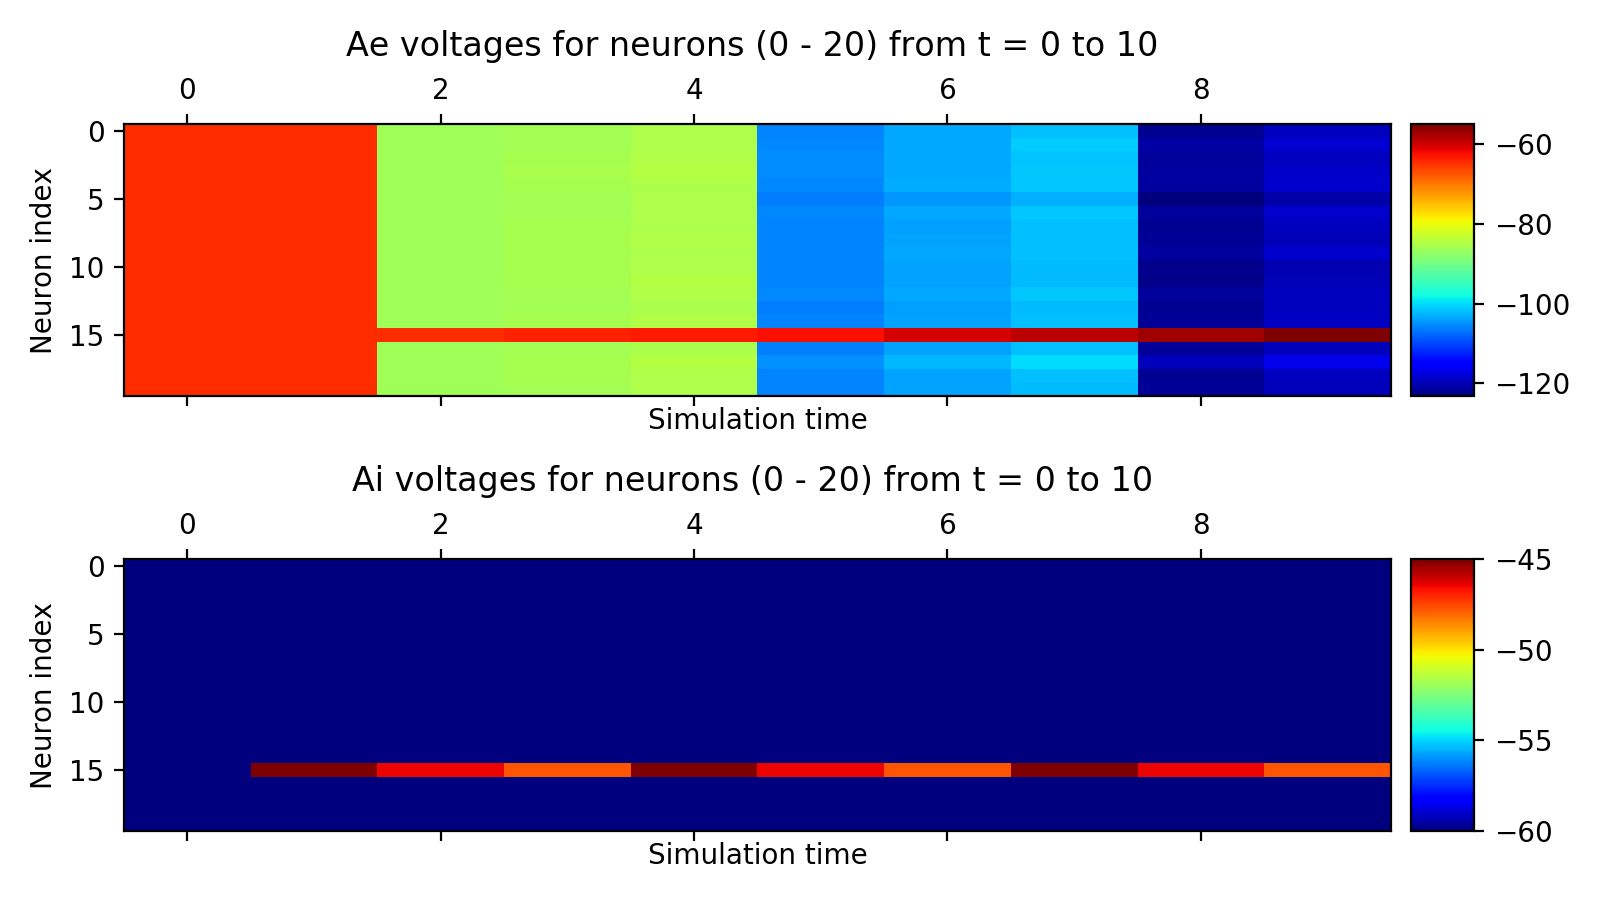 Ae voltages for neurons (0 - 20) from t = 0 to 10
0 2 4 6 8
Neuron index
0
5
10
15
−60
−80
−100
−120
Simulation time
Ai voltages for neurons (0 - 20) from t = 0 to 10
0 2 4 6 8
Neuron index
0
5
10
15
−45
−50
−55
−60
Simulation time